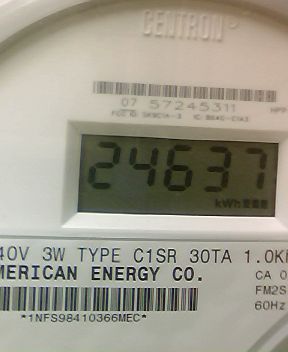 CENTRON
07 57245311
24637
kWh
40V 3W TYPE C1SR 30TA 1.0K
MERICAN ENERGY CO.
CA 0
FM2S
60Hz
*1NFS98410366MEC*